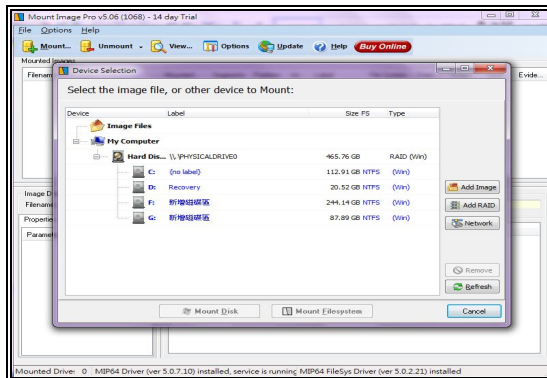 Mount Image Pro v5.06 (1068) - 14 day Trial
File Options Help
Mount... Unmount View... Options Update Help Buy Online
Mounted Images
Filenam
Evide...
Device Selection
Select the image file, or other device to Mount:
Device Label Size FS Type
Image Files
My Computer
Hard Dis... \\.\PHYSICALDRIVE0 465.76 GB RAID (Win)
C: {no label} 112.91 GB NTFS (Win)
D: Recovery 20.52 GB NTFS (Win)
F: 新增磁碟區 244.14 GB NTFS (Win)
G: 新增磁碟區 87.89 GB NTFS (Win)
Image D
Filename
Propertie
Paramet
Add Image
Add RAID
Network
Remove
Refresh
Mount Disk Mount Filesystem Cancel
Mounted Drive: 0 MIP64 Driver (ver 5.0.7.10) installed, service is running MIP64 FileSys Driver (ver 5.0.2.21) installed